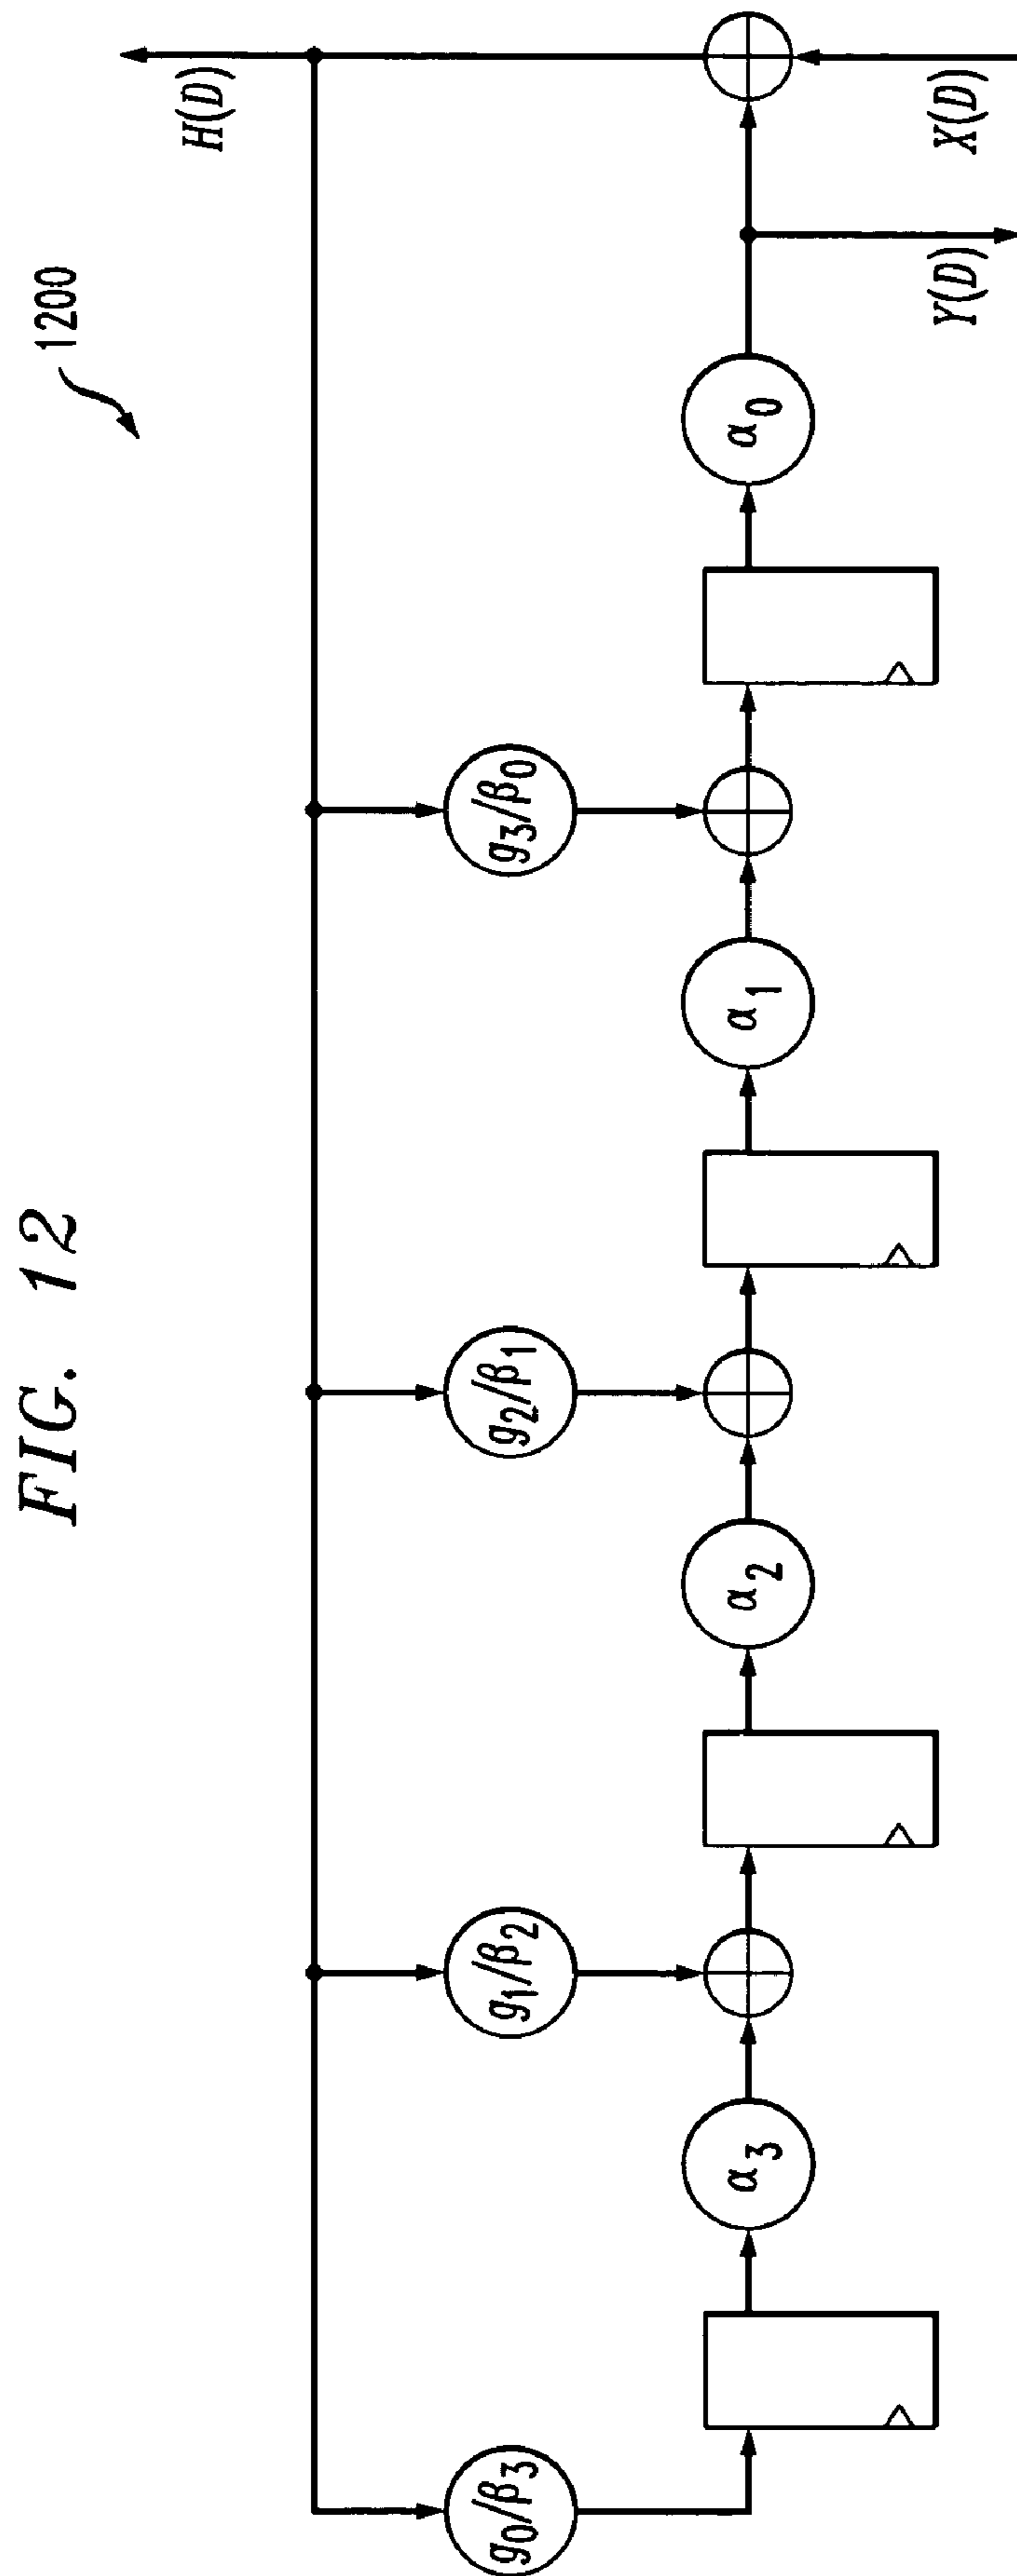 FIG. 12
1200
H(D)
g₀/β₃
g₁/β₂
g₂/β₁
g₃/β₀
α₃
α₂
α₁
α₀
Y(D)
X(D)